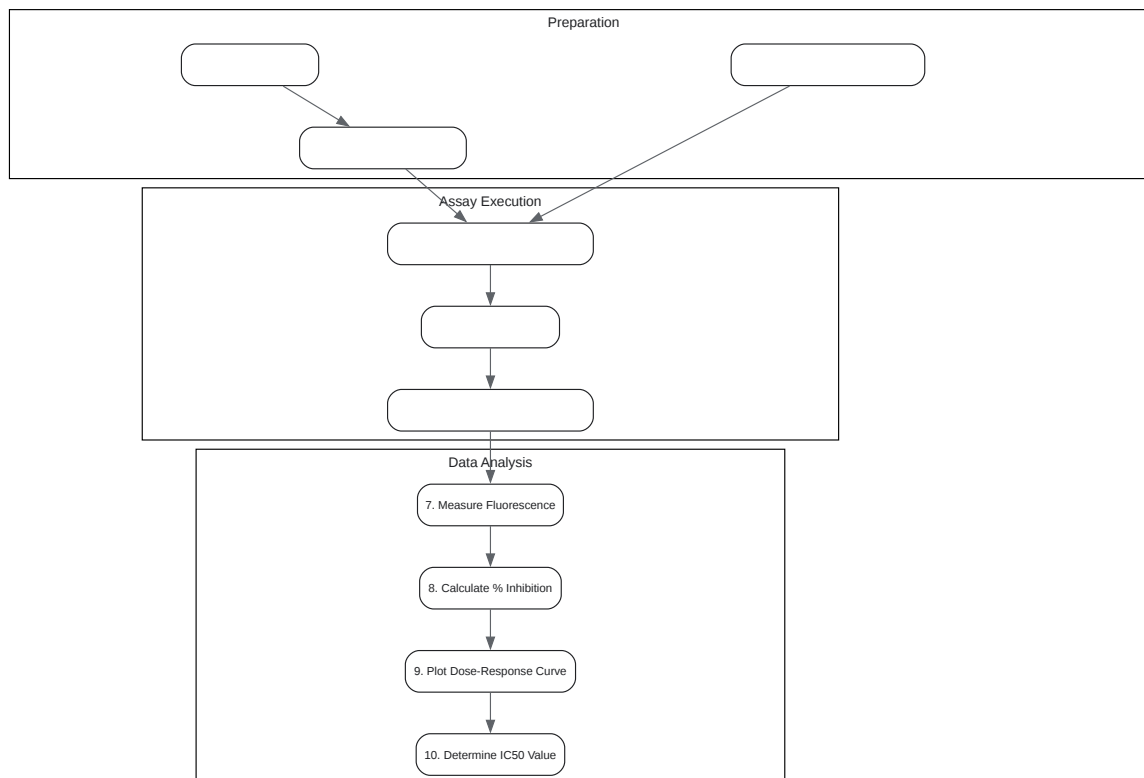 Preparation
Assay Execution
Data Analysis
7. Measure Fluorescence
8. Calculate % Inhibition
9. Plot Dose-Response Curve
10. Determine IC50 Value